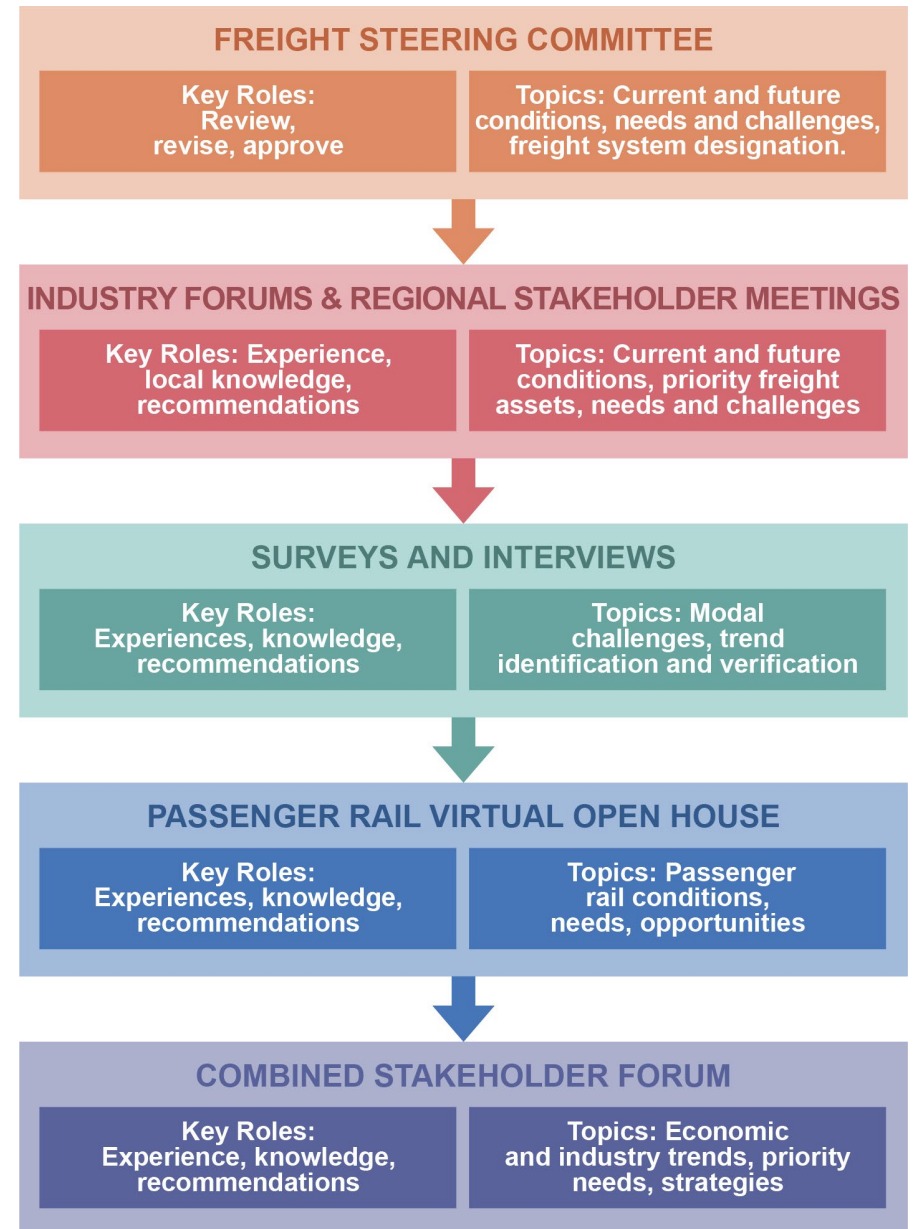 FREIGHT STEERING COMMITTEE
Key Roles:
Review,
revise, approve
Topics: Current and future
conditions, needs and challenges,
freight system designation.
INDUSTRY FORUMS & REGIONAL STAKEHOLDER MEETINGS
Key Roles: Experience,
local knowledge,
recommendations
Topics: Current and future
conditions, priority freight
assets, needs and challenges
SURVEYS AND INTERVIEWS
Key Roles:
Experiences, knowledge,
recommendations
Topics: Modal
challenges, trend
identification and verification
PASSENGER RAIL VIRTUAL OPEN HOUSE
Key Roles:
Experiences, knowledge,
recommendations
Topics: Passenger
rail conditions,
needs, opportunities
COMBINED STAKEHOLDER FORUM
Key Roles:
Experience, knowledge,
recommendations
Topics: Economic
and industry trends, priority
needs, strategies